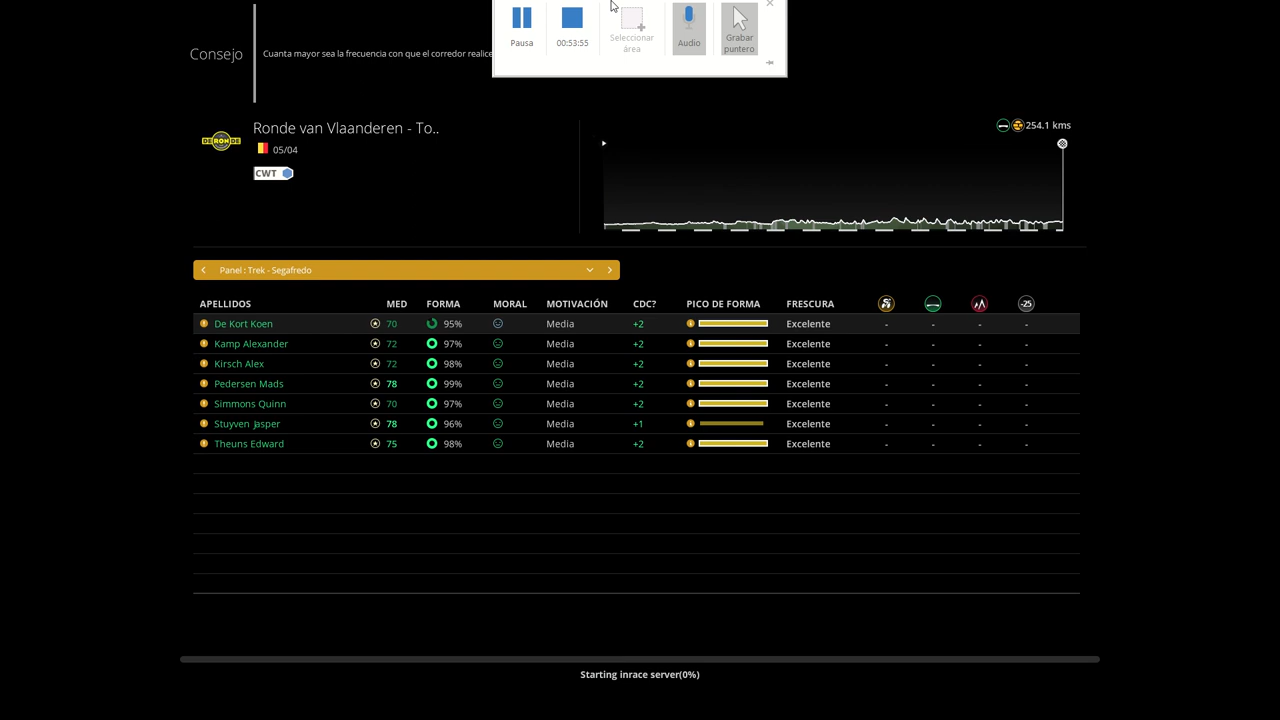 Pausa
00:53:55
Seleccionar
área
Audio
Grabar
puntero
Consejo
Cuanta mayor sea la frecuencia con que el corredor realice
DE RONDE
Ronde van Vlaanderen - To..
05/04
CWT
254.1 kms
Panel : Trek - Segafredo
APELLIDOS MED FORMA MORAL MOTIVACIÓN CDC? PICO DE FORMA FRESCURA -25
De Kort Koen 70 95% Media +2 Excelente - - - -
Kamp Alexander 72 97% Media +2 Excelente - - - -
Kirsch Alex 72 98% Media +2 Excelente - - - -
Pedersen Mads 78 99% Media +2 Excelente - - - -
Simmons Quinn 70 97% Media +2 Excelente - - - -
Stuyven Jasper 78 96% Media +1 Excelente - - - -
Theuns Edward 75 98% Media +2 Excelente - - - -
Starting inrace server(0%)